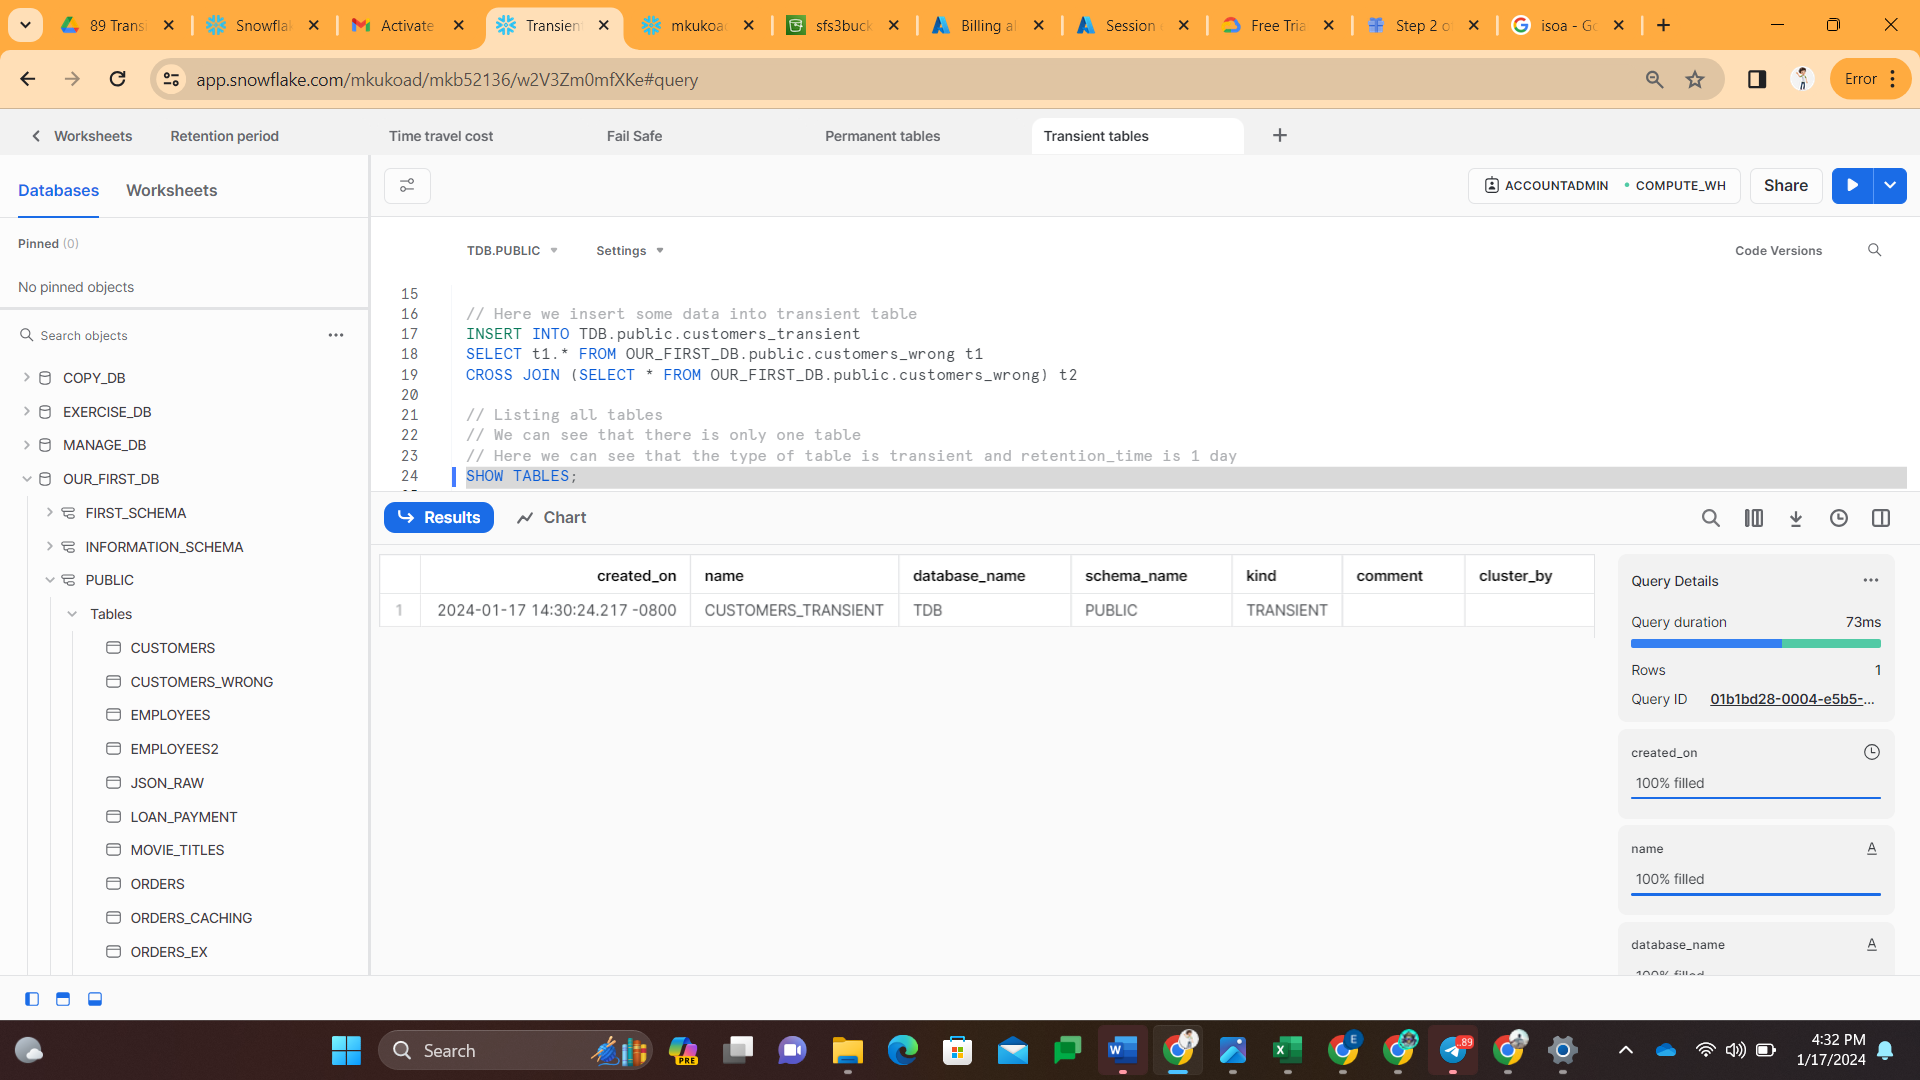 89 Transi
Snowflak
Activate
Transien
mkukoad
sfs3buck
Billing al
Session
Free Tria
Step 2 o
isoa - Go
app.snowflake.com/mkukoad/mkb52136/w2V3Zm0mfXKe#query
Error
Worksheets
Retention period
Time travel cost
Fail Safe
Permanent tables
Transient tables
Databases
Worksheets
ACCOUNTADMIN
COMPUTE_WH
Share
Pinned (0)
No pinned objects
TDB.PUBLIC
Settings
Code Versions
Search objects
COPY_DB
EXERCISE_DB
MANAGE_DB
OUR_FIRST_DB
FIRST_SCHEMA
INFORMATION_SCHEMA
PUBLIC
Tables
CUSTOMERS
CUSTOMERS_WRONG
EMPLOYEES
EMPLOYEES2
JSON_RAW
LOAN_PAYMENT
MOVIE_TITLES
ORDERS
ORDERS_CACHING
ORDERS_EX
15
16 // Here we insert some data into transient table
17 INSERT INTO TDB.public.customers_transient
18 SELECT t1.* FROM OUR_FIRST_DB.public.customers_wrong t1
19 CROSS JOIN (SELECT * FROM OUR_FIRST_DB.public.customers_wrong) t2
20
21 // Listing all tables
22 // We can see that there is only one table
23 // Here we can see that the type of table is transient and retention_time is 1 day
24 SHOW TABLES;
Results
Chart
created_on name database_name schema_name kind comment cluster_by
1 2024-01-17 14:30:24.217 -0800 CUSTOMERS_TRANSIENT TDB PUBLIC TRANSIENT
Query Details
Query duration 73ms
Rows 1
Query ID 01b1bd28-0004-e5b5-...
created_on
100% filled
name A
100% filled
database_name A
100% filled
Search
PRE
W
X
E
..89
4:32 PM
1/17/2024